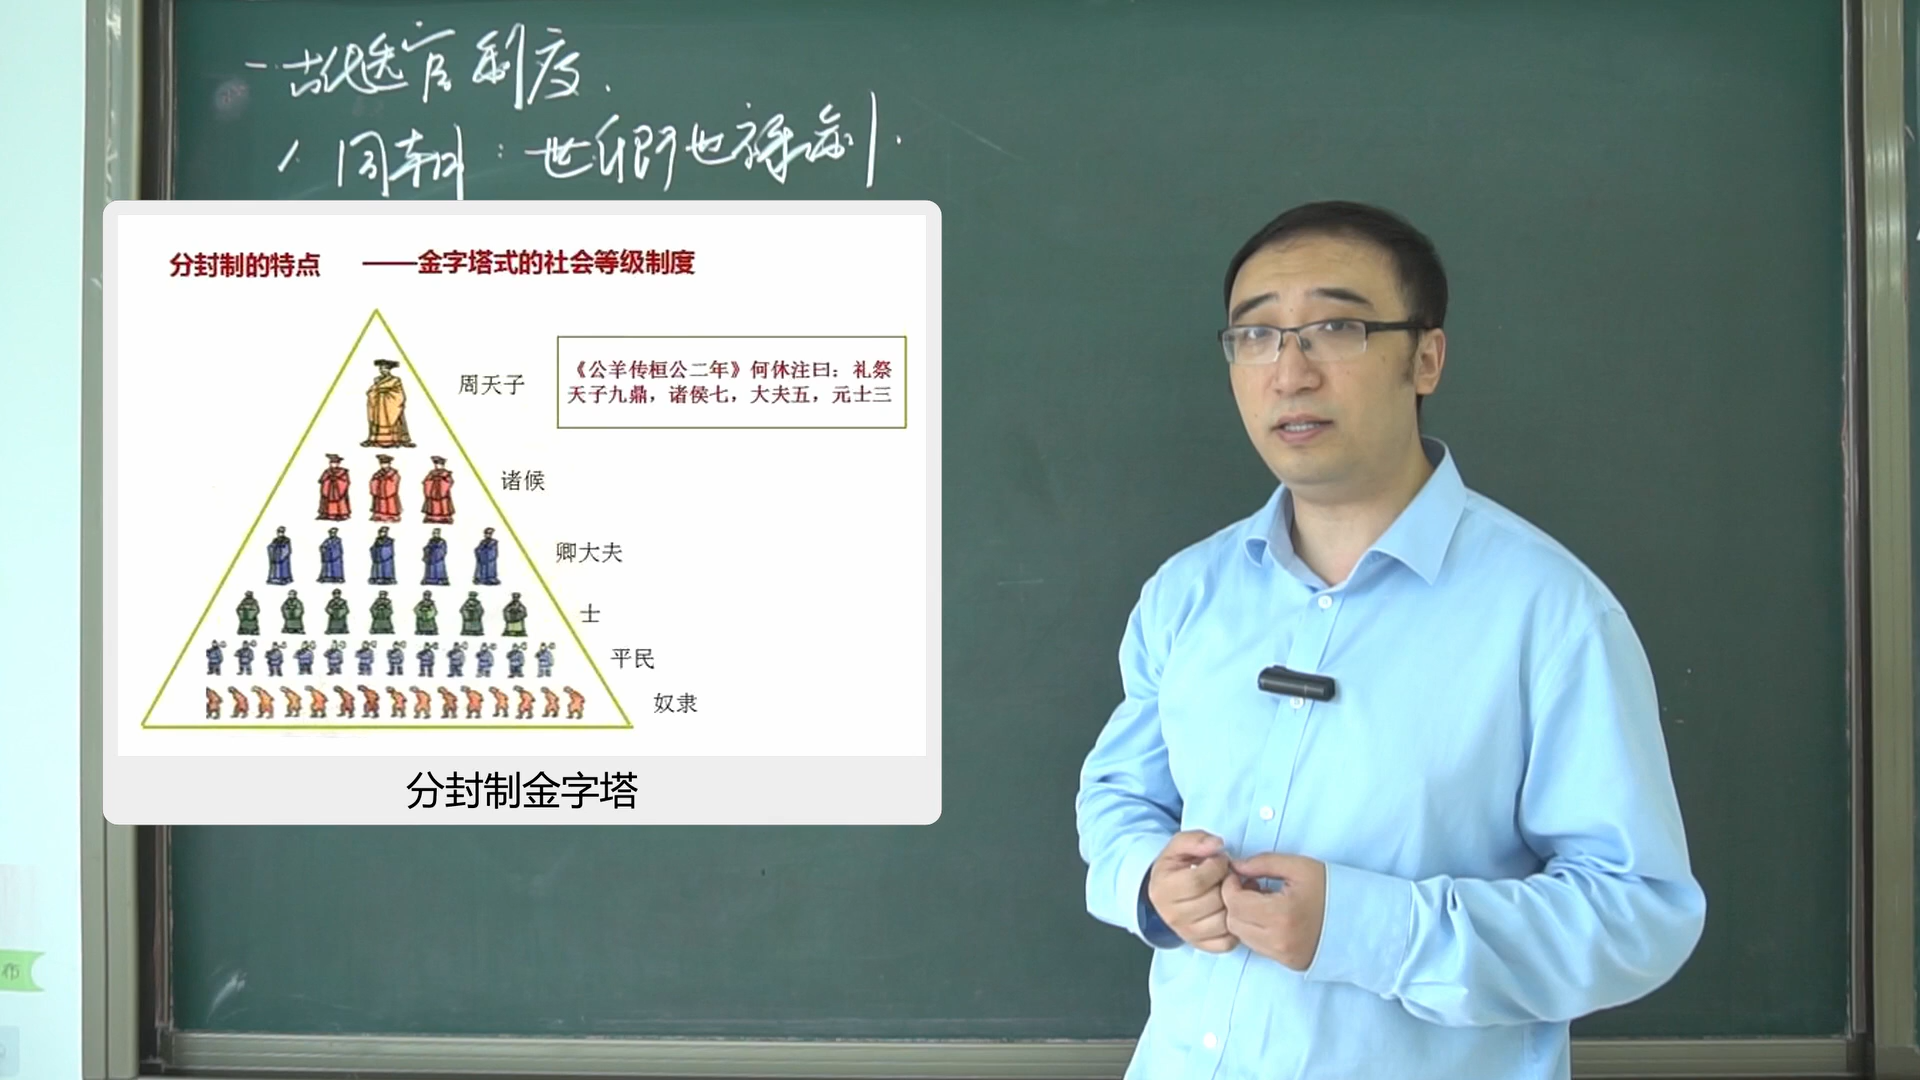 一.古代选官制度.
1 周朝:世卿世禄制.
分封制的特点 ——金字塔式的社会等级制度
周天子
《公羊传桓公二年》何休注曰：礼祭
天子九鼎，诸侯七，大夫五，元士三
诸候
卿大夫
士
平民
奴隶
分封制金字塔
布